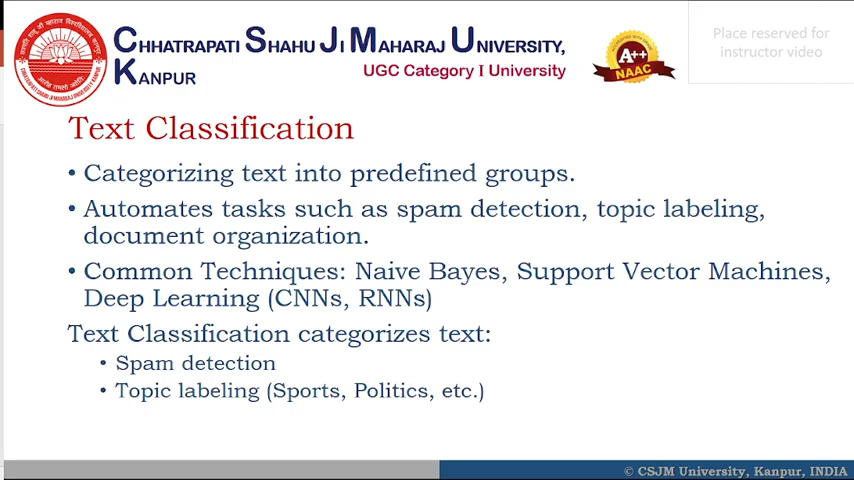 CHHATRAPATI SHAHU JI MAHARAJ UNIVERSITY,
KANPUR
UGC Category I University
A++
NAAC
Place reserved for
instructor video
Text Classification
• Categorizing text into predefined groups.
• Automates tasks such as spam detection, topic labeling,
document organization.
• Common Techniques: Naive Bayes, Support Vector Machines,
Deep Learning (CNNs, RNNs)
Text Classification categorizes text:
• Spam detection
• Topic labeling (Sports, Politics, etc.)
© CSJM University, Kanpur, INDIA